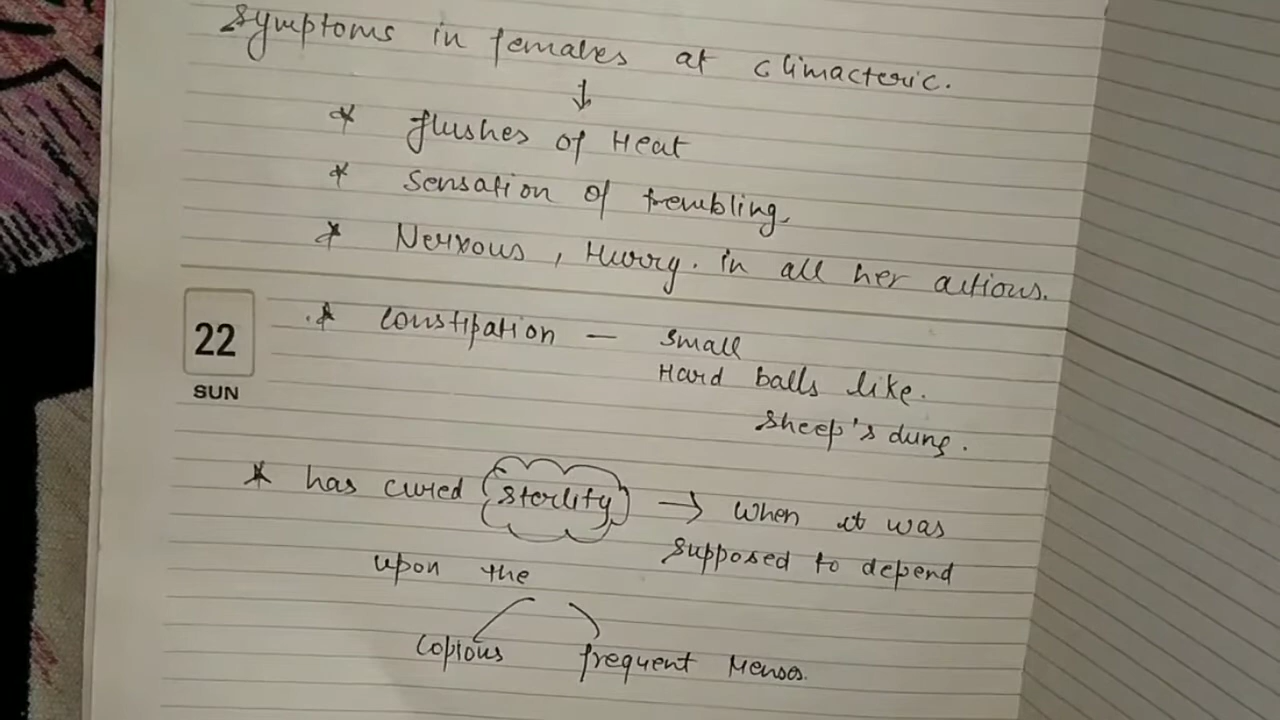 Symptoms in females at climacteric.
↓
* flushes of Heat
* Sensation of trembling,
* Nervous, Hurry. in all her actions.
22
SUN
* Constipation — small
Hard balls like.
sheep's dung.
* has cured sterlity → when it was
supposed to depend
upon the
copious frequent Menses.